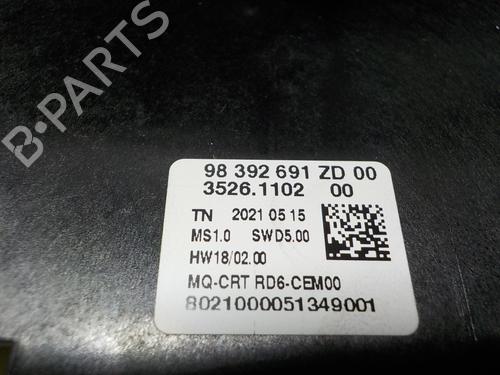 B-PARTS
98 392 691 ZD 00
3526.1102 00
TN 2021 05 15
MS1.0 SWD5.00
HW18/02.00
MQ-CRT RD6-CEM00
8021000051349001